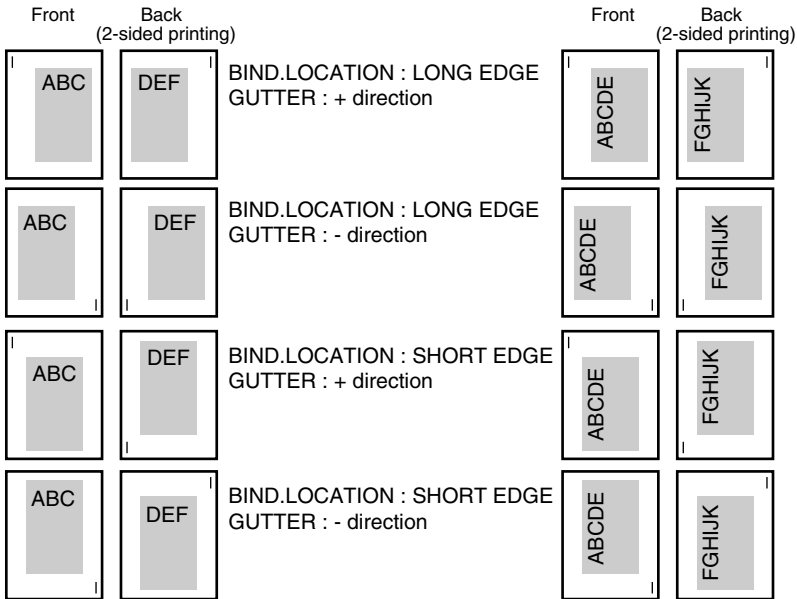 Front Back Front Back
(2-sided printing) (2-sided printing)
ABC DEF BIND.LOCATION : LONG EDGE ABCDE FGHIJK
GUTTER : + direction
ABC DEF BIND.LOCATION : LONG EDGE ABCDE FGHIJK
GUTTER : - direction
ABC DEF BIND.LOCATION : SHORT EDGE ABCDE FGHIJK
GUTTER : + direction
ABC DEF BIND.LOCATION : SHORT EDGE ABCDE FGHIJK
GUTTER : - direction